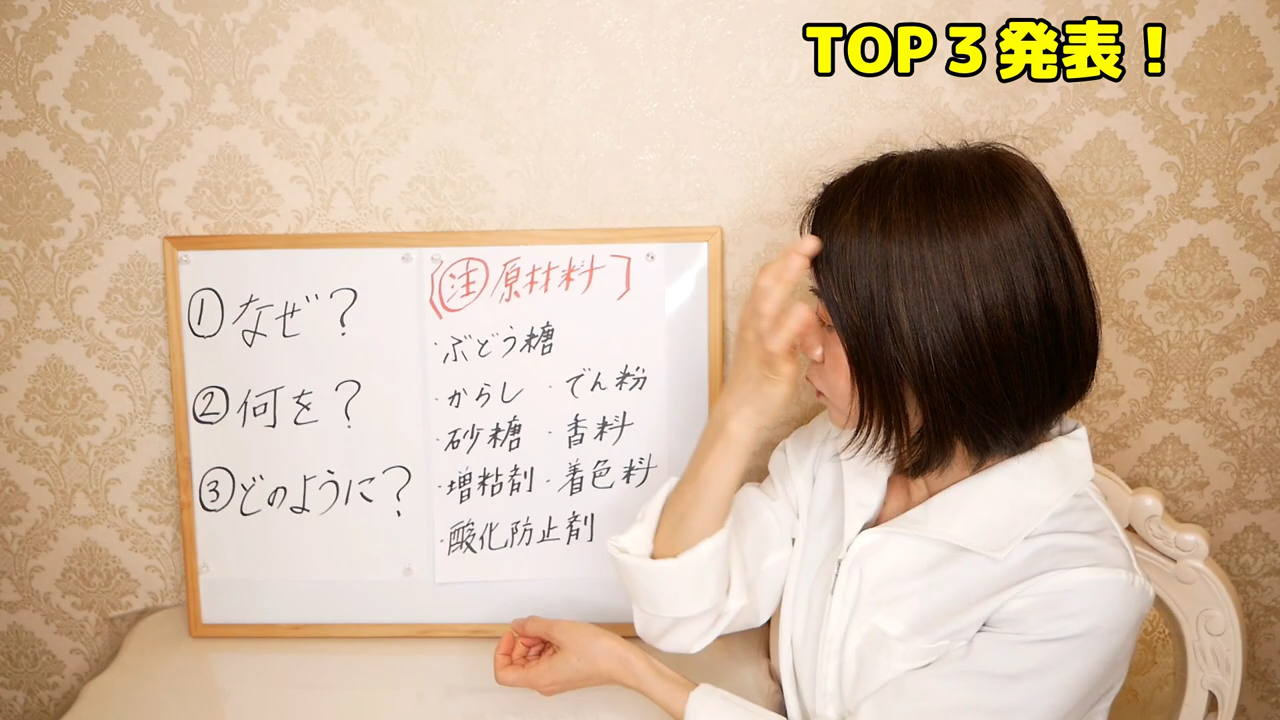 TOP３発表！
①なぜ？
②何を？
③どのように？
【㊟原材料】
・ぶどう糖
・からし ・でん粉
・砂糖 ・香料
・増粘剤・着色料
・酸化防止剤